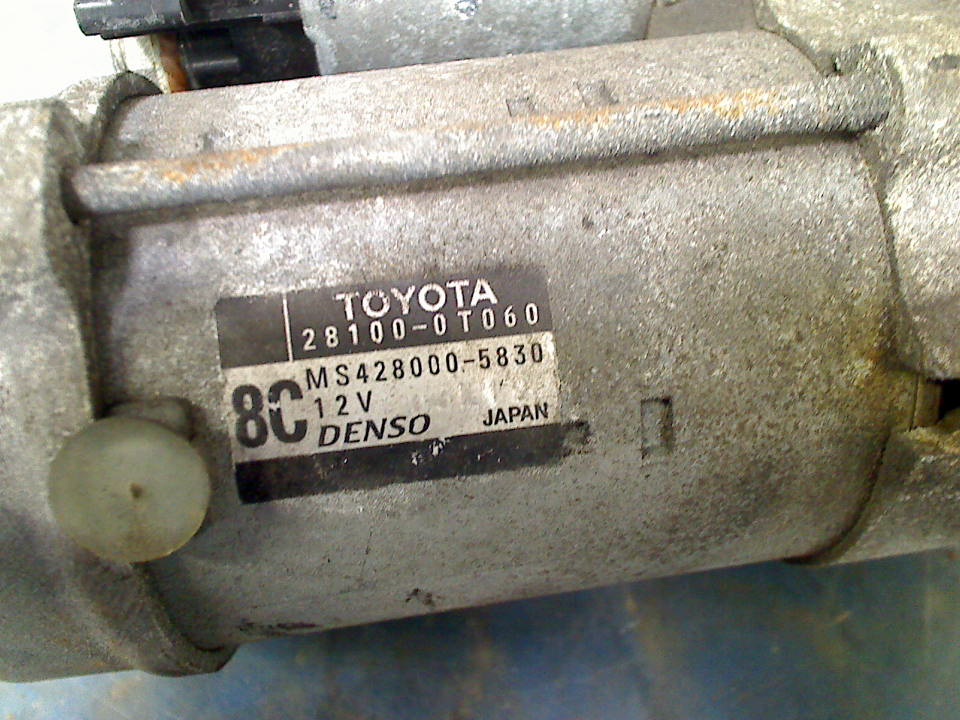 TOYOTA
28100-0T060
MS428000-5830
8C
12V
DENSO JAPAN